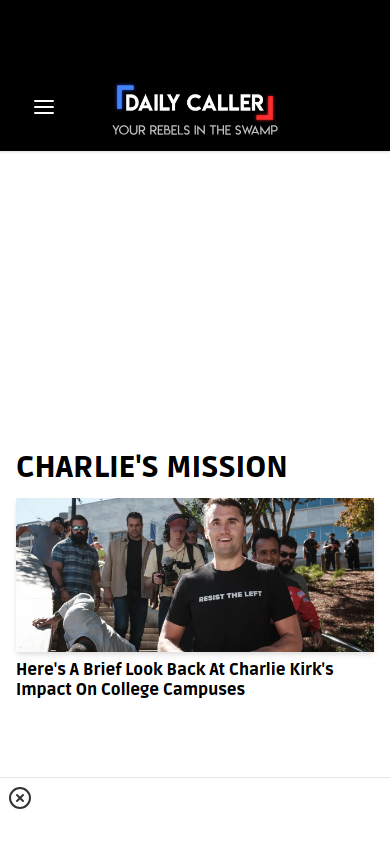 DAILY CALLER
YOUR REBELS IN THE SWAMP
CHARLIE'S MISSION
RESIST THE LEFT
Here's A Brief Look Back At Charlie Kirk's
Impact On College Campuses